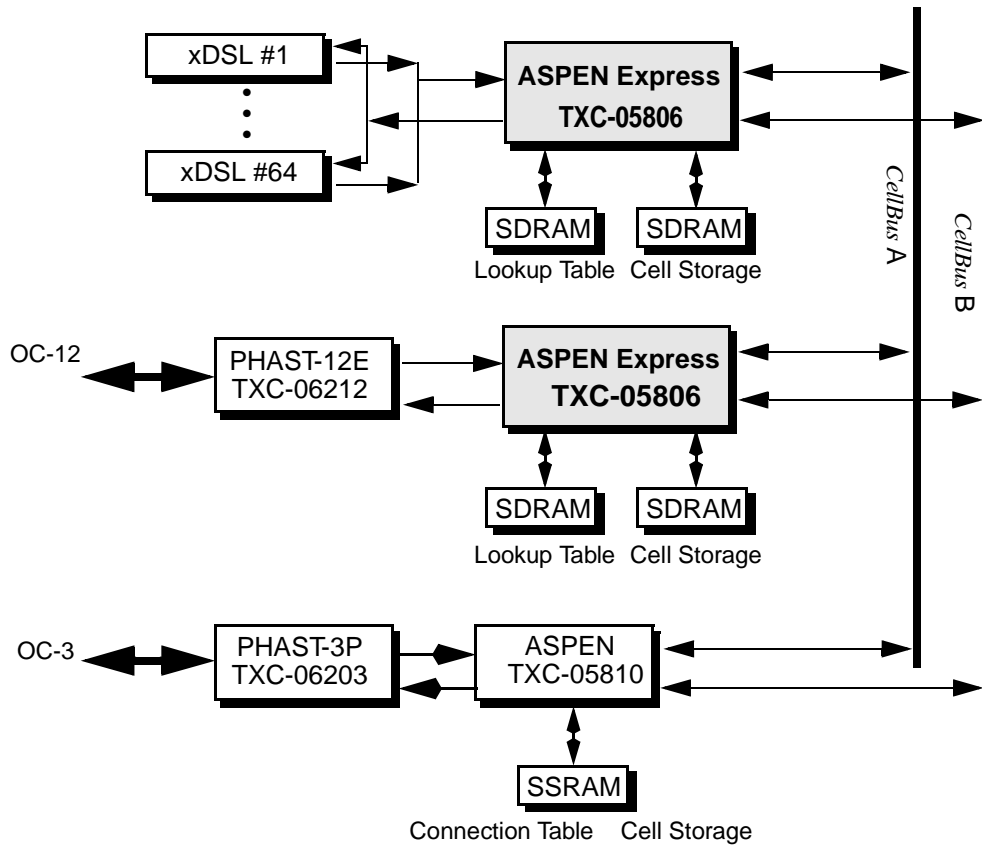 xDSL #1
xDSL #64
ASPEN Express
TXC-05806
SDRAM
SDRAM
Lookup Table
Cell Storage
CellBus A
CellBus B
OC-12
PHAST-12E
TXC-06212
ASPEN Express
TXC-05806
SDRAM
SDRAM
Lookup Table
Cell Storage
OC-3
PHAST-3P
TXC-06203
ASPEN
TXC-05810
SSRAM
Connection Table
Cell Storage